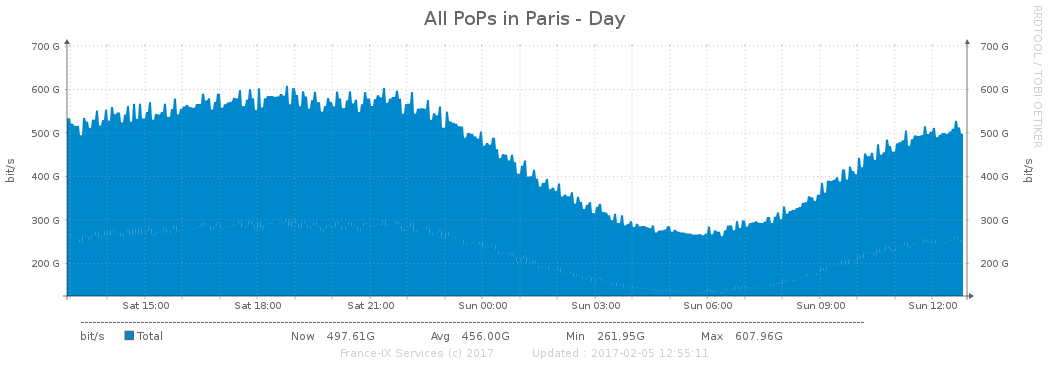 All PoPs in Paris - Day
RRDTOOL / TOBI OETIKER
700 G 700 G
600 G 600 G
500 G 500 G
400 G 400 G
300 G 300 G
200 G 200 G
bit/s bit/s
Sat 15:00 Sat 18:00 Sat 21:00 Sun 00:00 Sun 03:00 Sun 06:00 Sun 09:00 Sun 12:00
bit/s Total Now 497.61G Avg 456.00G Min 261.95G Max 607.96G
France-IX Services (c) 2017 Updated : 2017-02-05 12:55:11